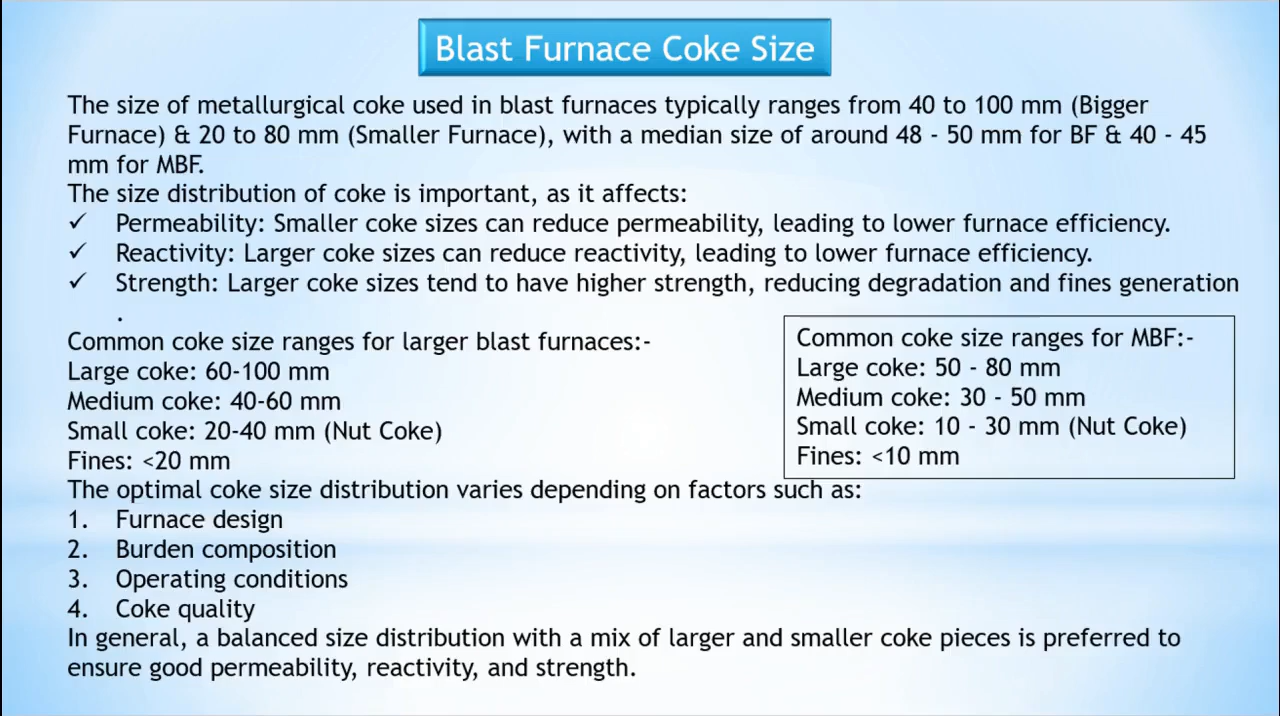 Blast Furnace Coke Size
The size of metallurgical coke used in blast furnaces typically ranges from 40 to 100 mm (Bigger
Furnace) & 20 to 80 mm (Smaller Furnace), with a median size of around 48 - 50 mm for BF & 40 - 45
mm for MBF.
The size distribution of coke is important, as it affects:
✓ Permeability: Smaller coke sizes can reduce permeability, leading to lower furnace efficiency.
✓ Reactivity: Larger coke sizes can reduce reactivity, leading to lower furnace efficiency.
✓ Strength: Larger coke sizes tend to have higher strength, reducing degradation and fines generation
.
Common coke size ranges for larger blast furnaces:-
Large coke: 60-100 mm
Medium coke: 40-60 mm
Small coke: 20-40 mm (Nut Coke)
Fines: <20 mm
Common coke size ranges for MBF:-
Large coke: 50 - 80 mm
Medium coke: 30 - 50 mm
Small coke: 10 - 30 mm (Nut Coke)
Fines: <10 mm
The optimal coke size distribution varies depending on factors such as:
1. Furnace design
2. Burden composition
3. Operating conditions
4. Coke quality
In general, a balanced size distribution with a mix of larger and smaller coke pieces is preferred to
ensure good permeability, reactivity, and strength.